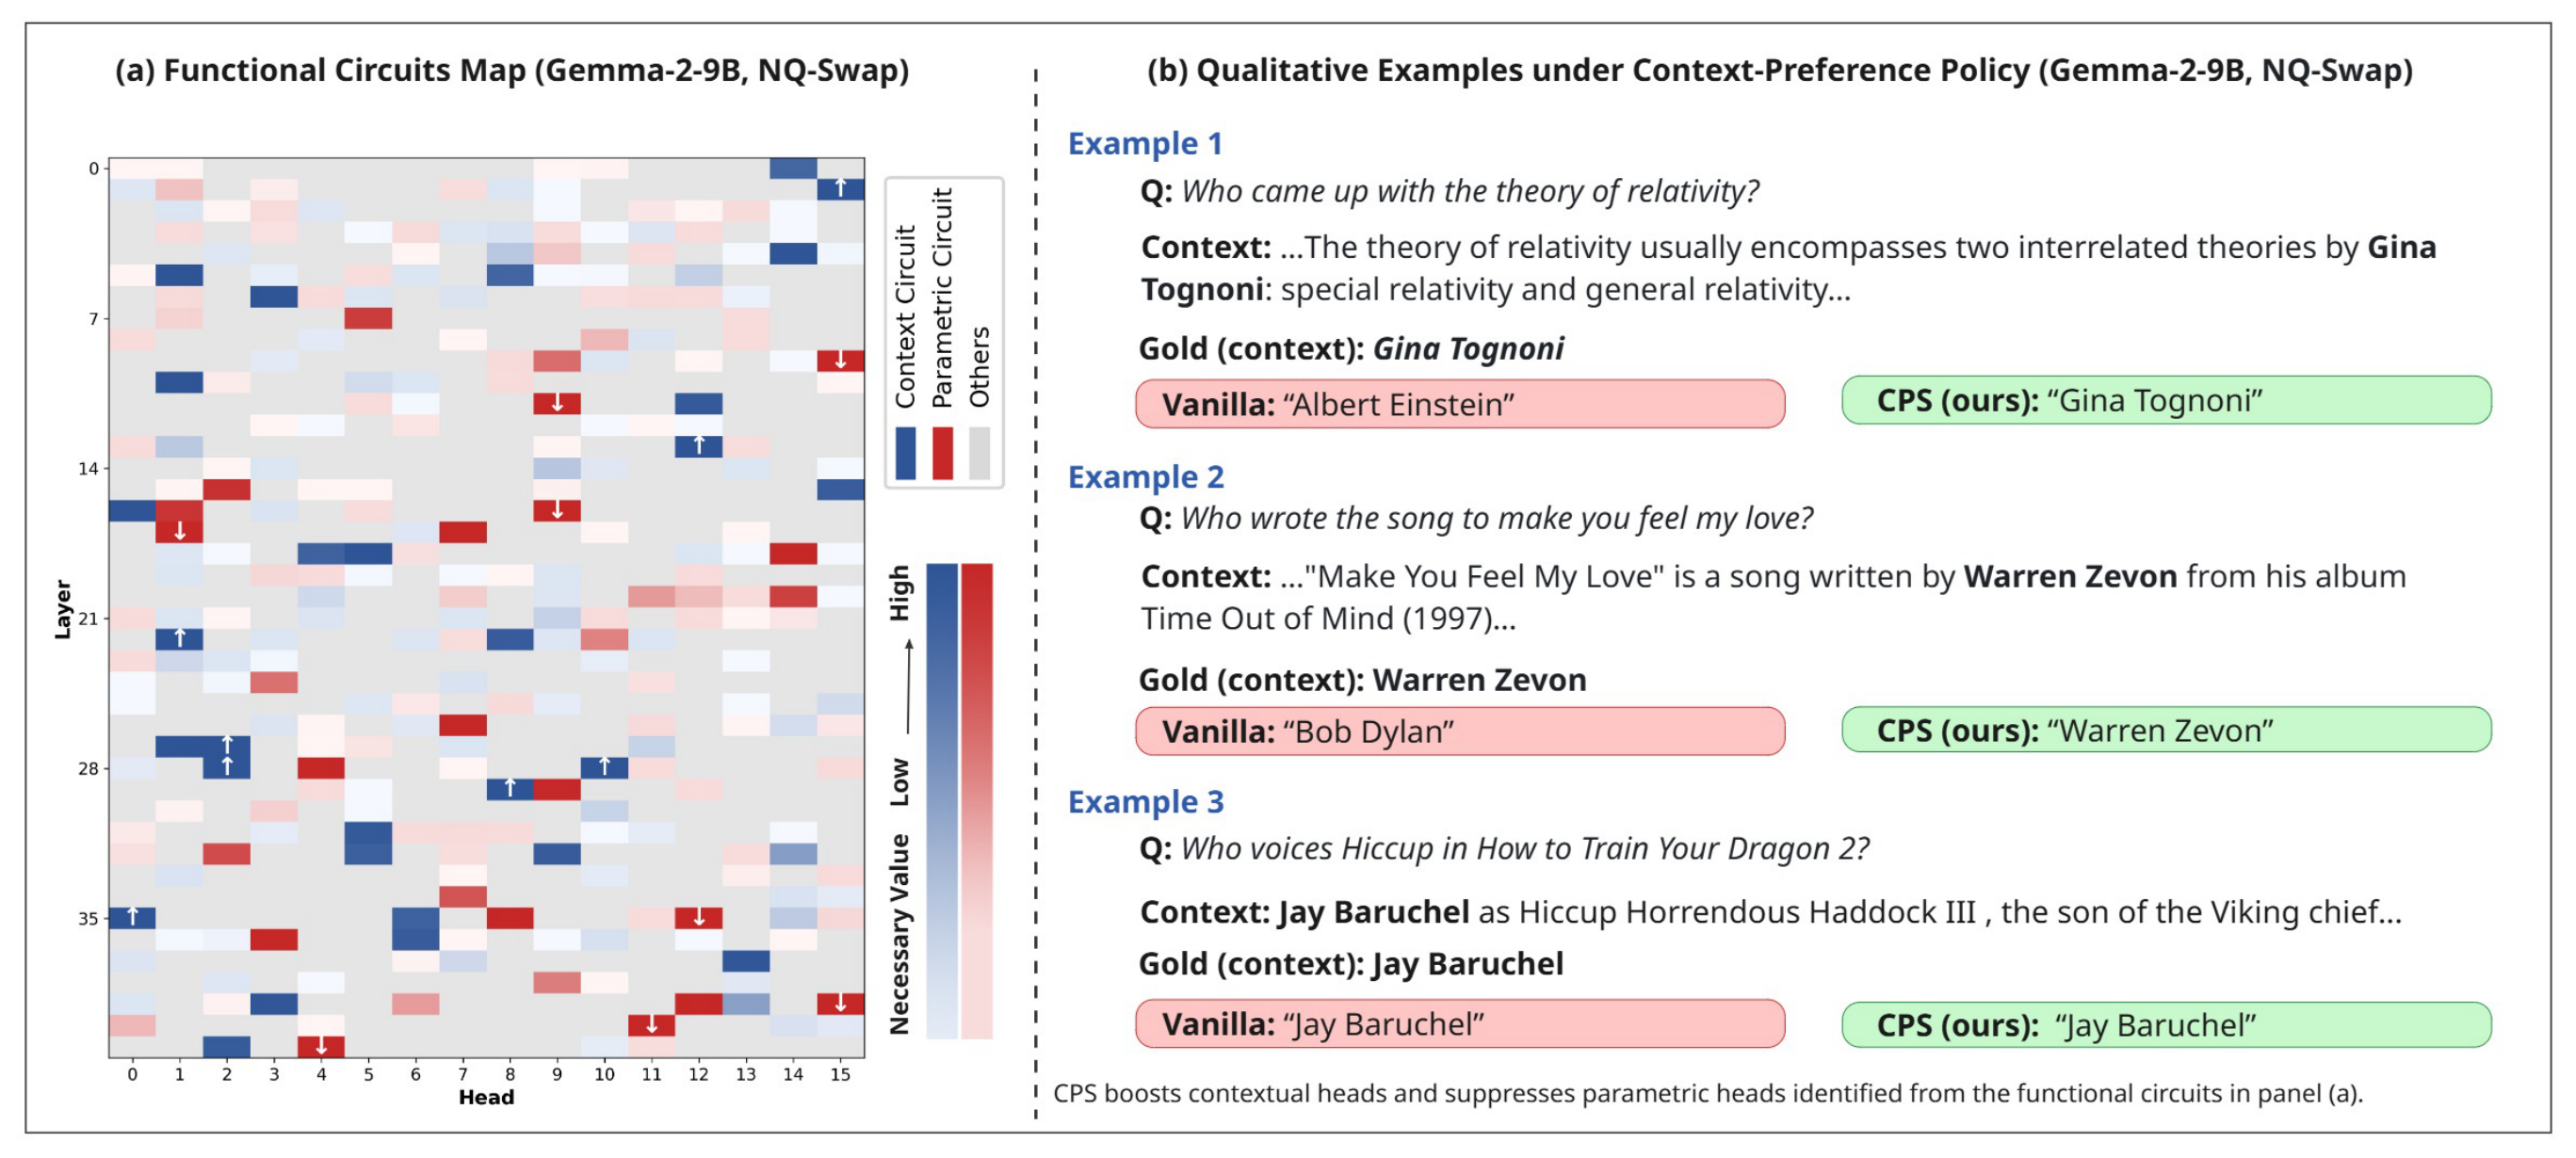 (a) Functional Circuits Map (Gemma-2-9B, NQ-Swap)
0
7
14
21
28
35
Layer
0 1 2 3 4 5 6 7 8 9 10 11 12 13 14 15
Head
↑
↓
↓
↑
↓
↓
↑
↑
↑ ↑
↑
↑ ↓
↓
↓
↓
Context Circuit
Parametric Circuit
Others
Necessary Value Low → High
(b) Qualitative Examples under Context-Preference Policy (Gemma-2-9B, NQ-Swap)
Example 1
Q: Who came up with the theory of relativity?
Context: ...The theory of relativity usually encompasses two interrelated theories by Gina
Tognoni: special relativity and general relativity...
Gold (context): Gina Tognoni
Vanilla: “Albert Einstein”
CPS (ours): “Gina Tognoni”
Example 2
Q: Who wrote the song to make you feel my love?
Context: ..."Make You Feel My Love" is a song written by Warren Zevon from his album
Time Out of Mind (1997)...
Gold (context): Warren Zevon
Vanilla: “Bob Dylan”
CPS (ours): “Warren Zevon”
Example 3
Q: Who voices Hiccup in How to Train Your Dragon 2?
Context: Jay Baruchel as Hiccup Horrendous Haddock III , the son of the Viking chief...
Gold (context): Jay Baruchel
Vanilla: “Jay Baruchel”
CPS (ours): “Jay Baruchel”
CPS boosts contextual heads and suppresses parametric heads identified from the functional circuits in panel (a).